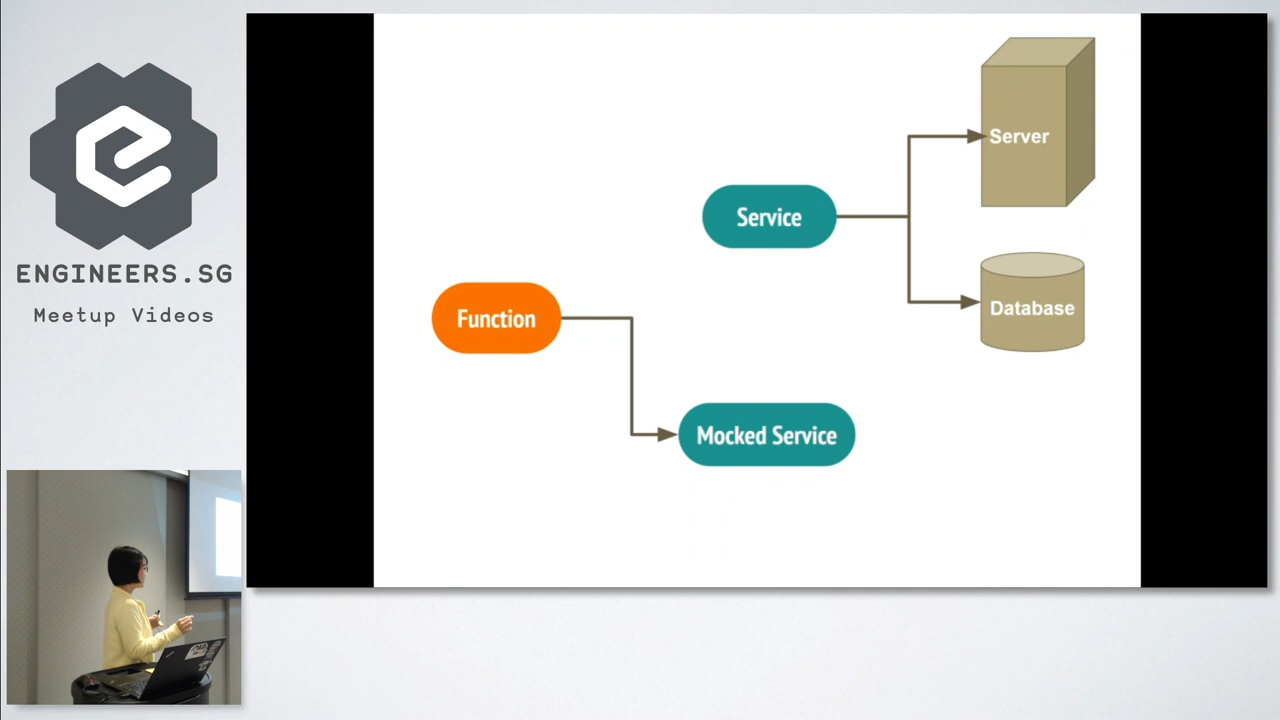 ENGINEERS.SG
Meetup Videos
Server
Service
Database
Function
Mocked Service